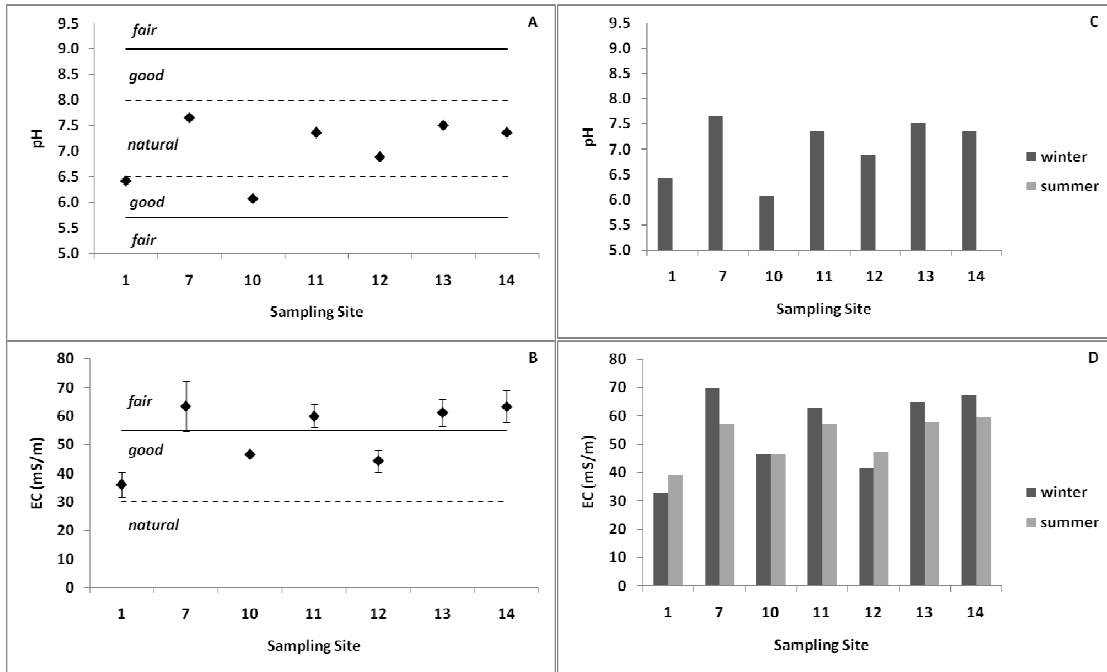 A
9.5
9.0
8.5
8.0
7.5
7.0
6.5
6.0
5.5
5.0
pH
fair
good
natural
good
fair
1 7 10 11 12 13 14
Sampling Site
C
9.5
9.0
8.5
8.0
7.5
7.0
6.5
6.0
5.5
5.0
pH
winter
summer
1 7 10 11 12 13 14
Sampling Site
B
80
70
60
50
40
30
20
10
0
EC (mS/m)
fair
good
natural
1 7 10 11 12 13 14
Sampling Site
D
80
70
60
50
40
30
20
10
0
EC (mS/m)
winter
summer
1 7 10 11 12 13 14
Sampling Site